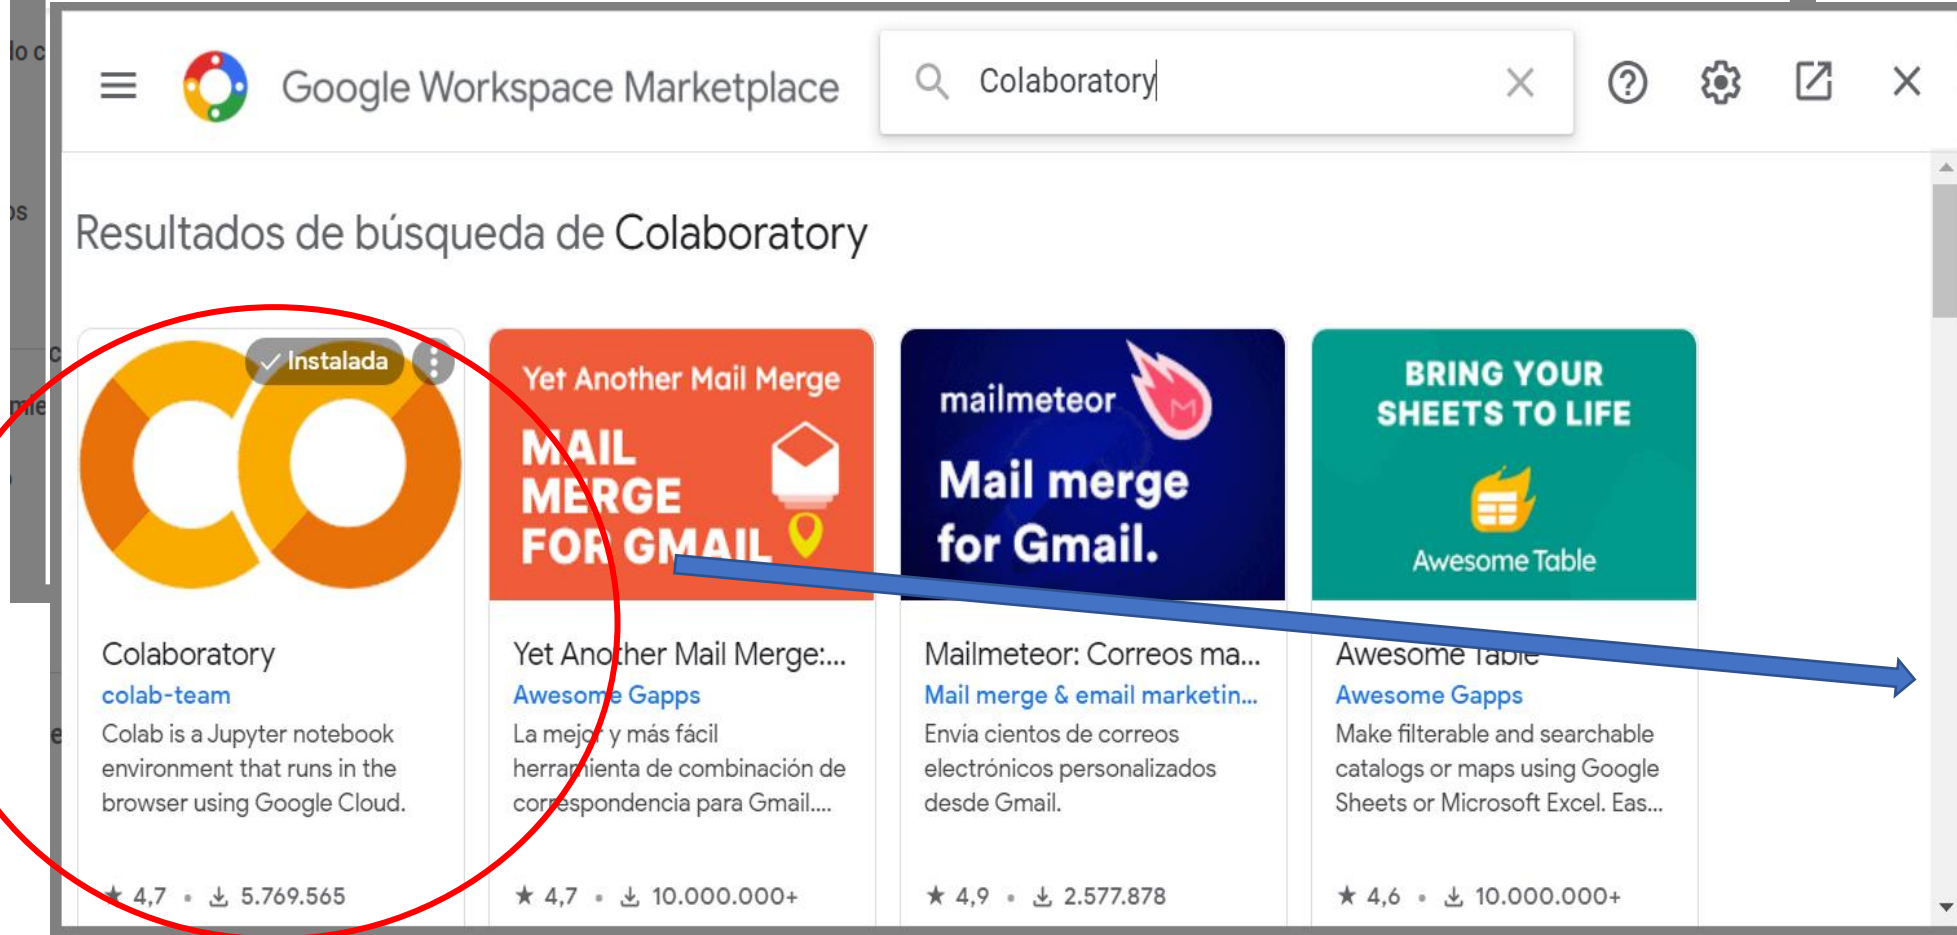 Google Workspace Marketplace
Colaboratory
Resultados de búsqueda de Colaboratory
Instalada
Colaboratory
colab-team
Colab is a Jupyter notebook
environment that runs in the
browser using Google Cloud.
4,7 • 5.769.565
Yet Another Mail Merge
MAIL
MERGE
FOR GMAIL
Yet Another Mail Merge:...
Awesome Gapps
La mejor y más fácil
herramienta de combinación de
correspondencia para Gmail....
4,7 • 10.000.000+
mailmeteor
Mail merge
for Gmail.
Mailmeteor: Correos ma...
Mail merge & email marketin...
Envía cientos de correos
electrónicos personalizados
desde Gmail.
4,9 • 2.577.878
BRING YOUR
SHEETS TO LIFE
Awesome Table
Awesome Table
Awesome Gapps
Make filterable and searchable
catalogs or maps using Google
Sheets or Microsoft Excel. Eas...
4,6 • 10.000.000+